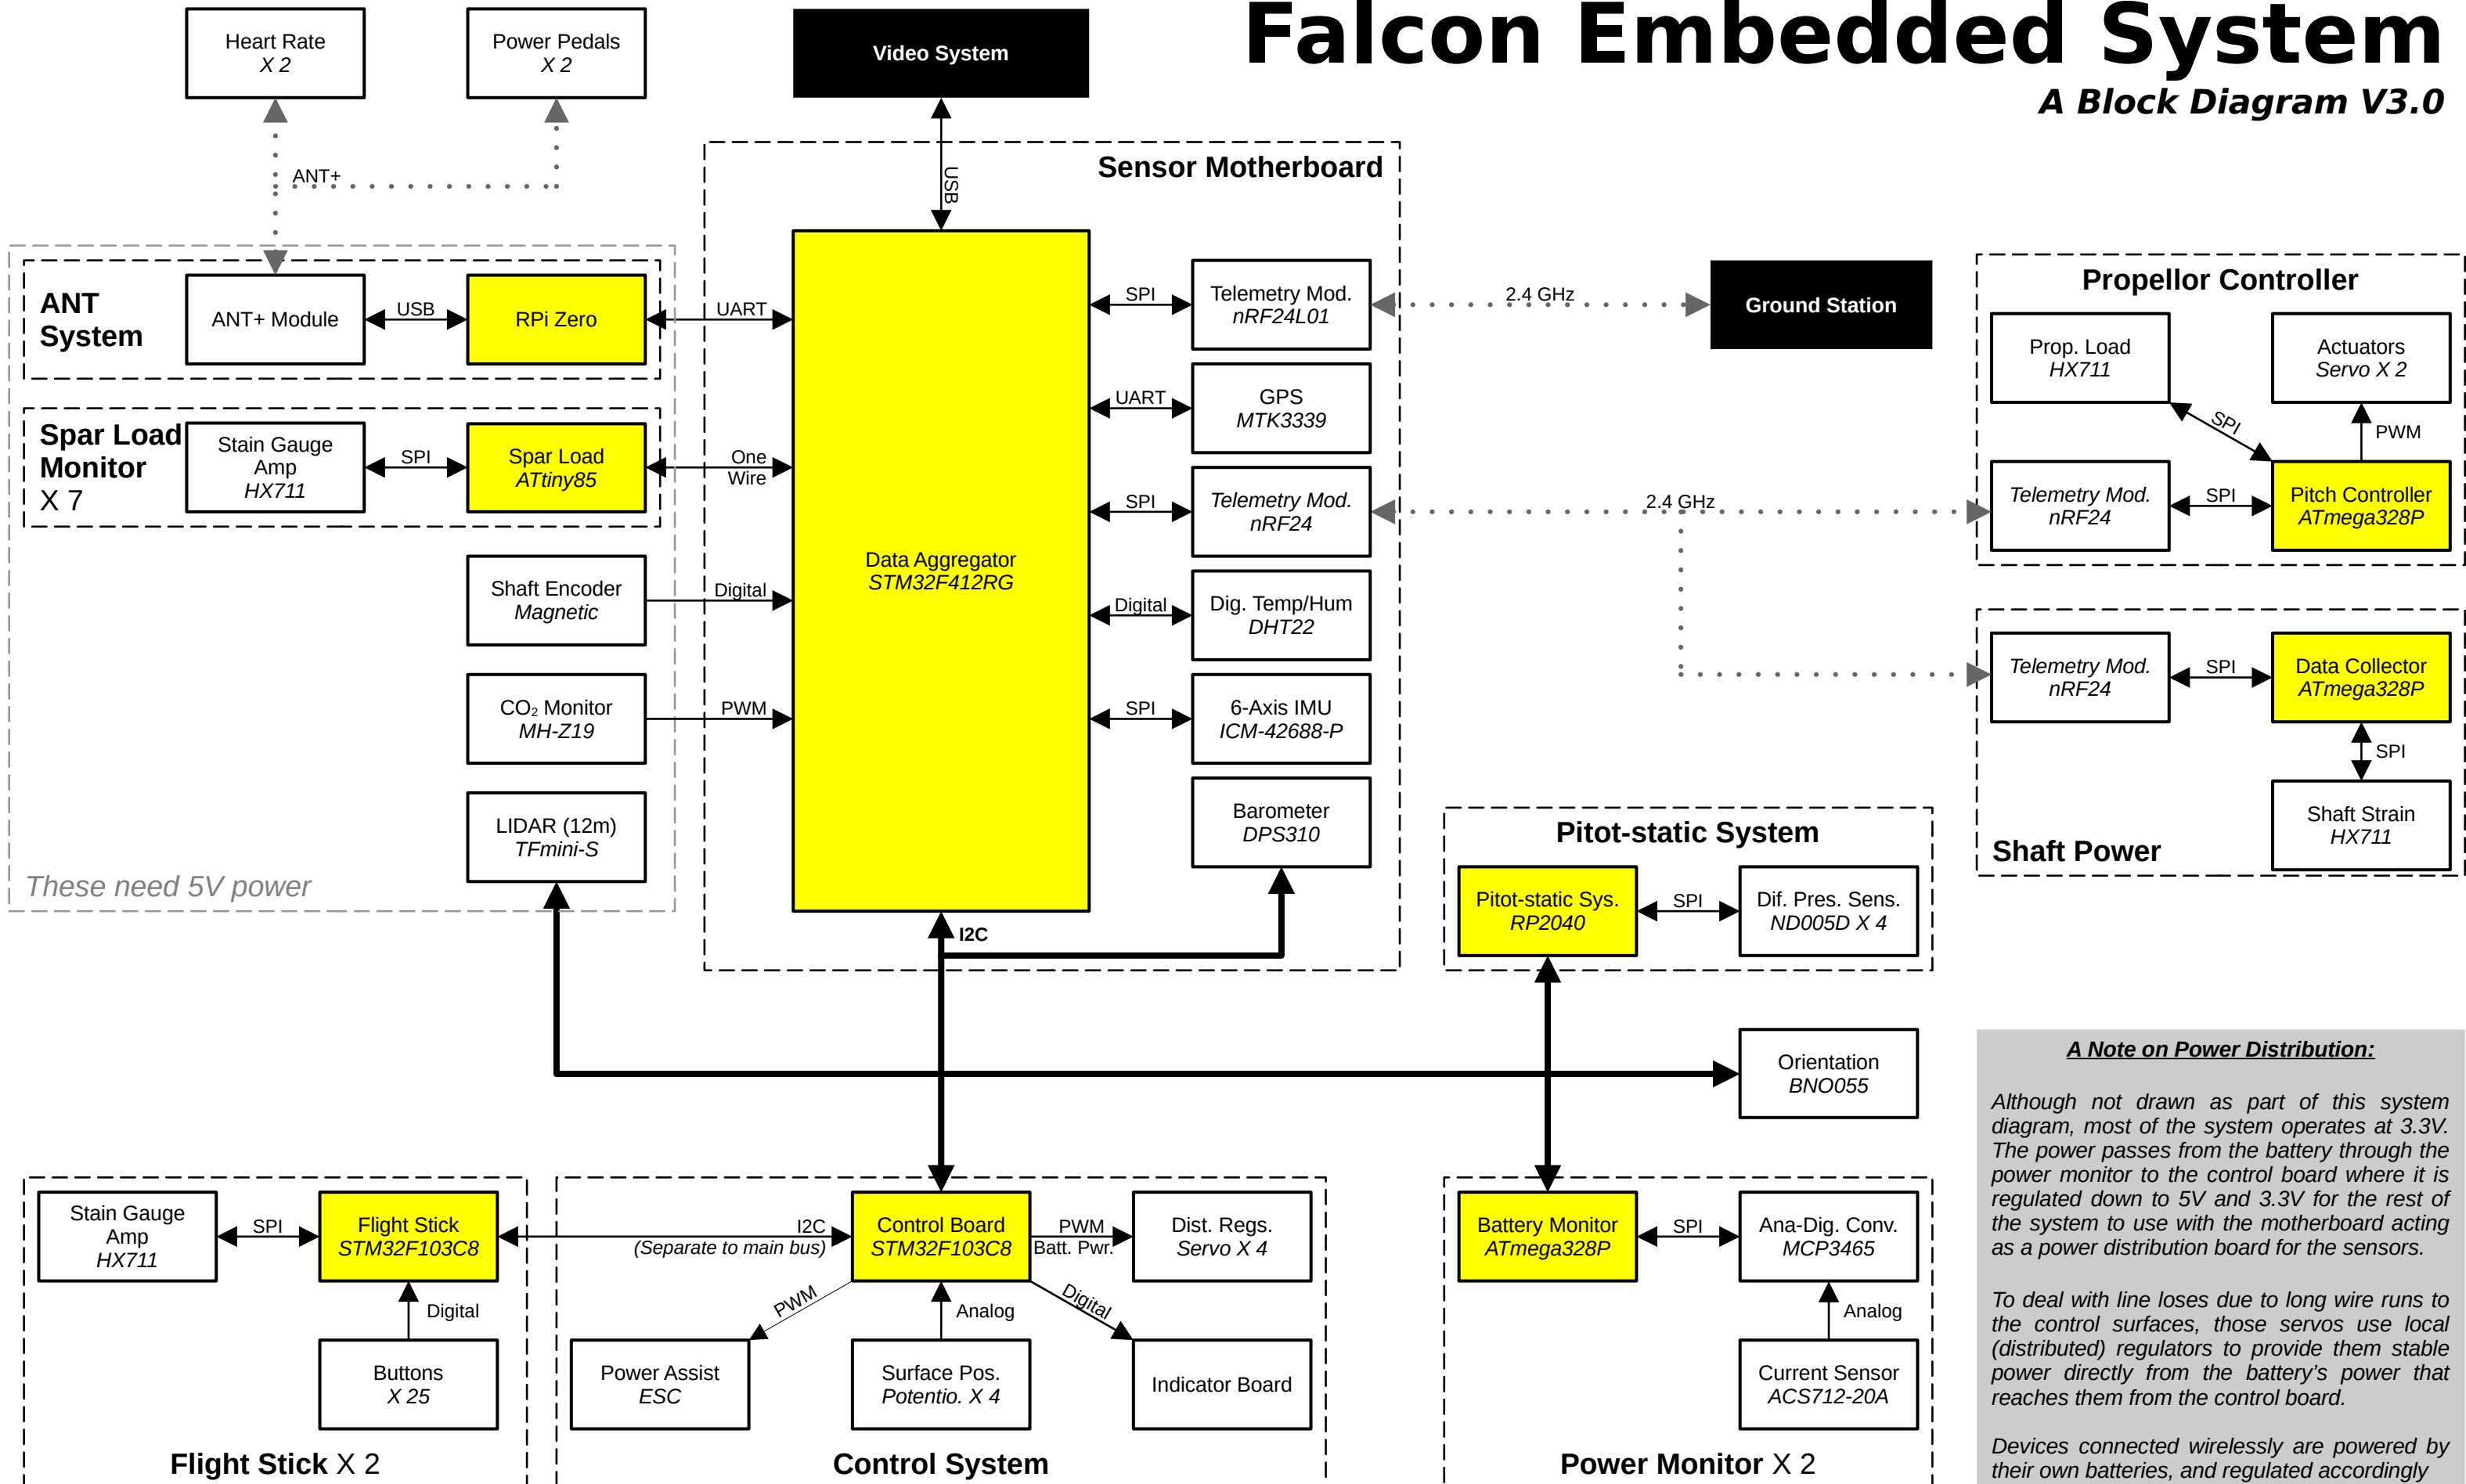 Falcon Embedded System
A Block Diagram V3.0
Heart Rate
X 2
Power Pedals
X 2
Video System
ANT+
USB
Sensor Motherboard
ANT
System
ANT+ Module
USB
RPi Zero
UART
Spar Load
Monitor
X 7
Stain Gauge
Amp
HX711
SPI
Spar Load
ATtiny85
One
Wire
Shaft Encoder
Magnetic
Digital
CO₂ Monitor
MH-Z19
PWM
LIDAR (12m)
TFmini-S
These need 5V power
Data Aggregator
STM32F412RG
SPI
Telemetry Mod.
nRF24L01
2.4 GHz
Ground Station
UART
GPS
MTK3339
SPI
Telemetry Mod.
nRF24
2.4 GHz
Digital
Dig. Temp/Hum
DHT22
SPI
6-Axis IMU
ICM-42688-P
Barometer
DPS310
I2C
Propellor Controller
Prop. Load
HX711
Actuators
Servo X 2
SPI
PWM
Telemetry Mod.
nRF24
SPI
Pitch Controller
ATmega328P
Telemetry Mod.
nRF24
SPI
Data Collector
ATmega328P
SPI
Shaft Strain
HX711
Shaft Power
Pitot-static System
Pitot-static Sys.
RP2040
SPI
Dif. Pres. Sens.
ND005D X 4
Orientation
BNO055
Stain Gauge
Amp
HX711
SPI
Flight Stick
STM32F103C8
Digital
Buttons
X 25
Flight Stick X 2
I2C
(Separate to main bus)
Control Board
STM32F103C8
PWM
Batt. Pwr.
Dist. Regs.
Servo X 4
PWM
Analog
Digital
Power Assist
ESC
Surface Pos.
Potentio. X 4
Indicator Board
Control System
Battery Monitor
ATmega328P
SPI
Ana-Dig. Conv.
MCP3465
Analog
Current Sensor
ACS712-20A
Power Monitor X 2
A Note on Power Distribution:
Although not drawn as part of this system
diagram, most of the system operates at 3.3V.
The power passes from the battery through the
power monitor to the control board where it is
regulated down to 5V and 3.3V for the rest of
the system to use with the motherboard acting
as a power distribution board for the sensors.
To deal with line loses due to long wire runs to
the control surfaces, those servos use local
(distributed) regulators to provide them stable
power directly from the battery’s power that
reaches them from the control board.
Devices connected wirelessly are powered by
their own batteries, and regulated accordingly